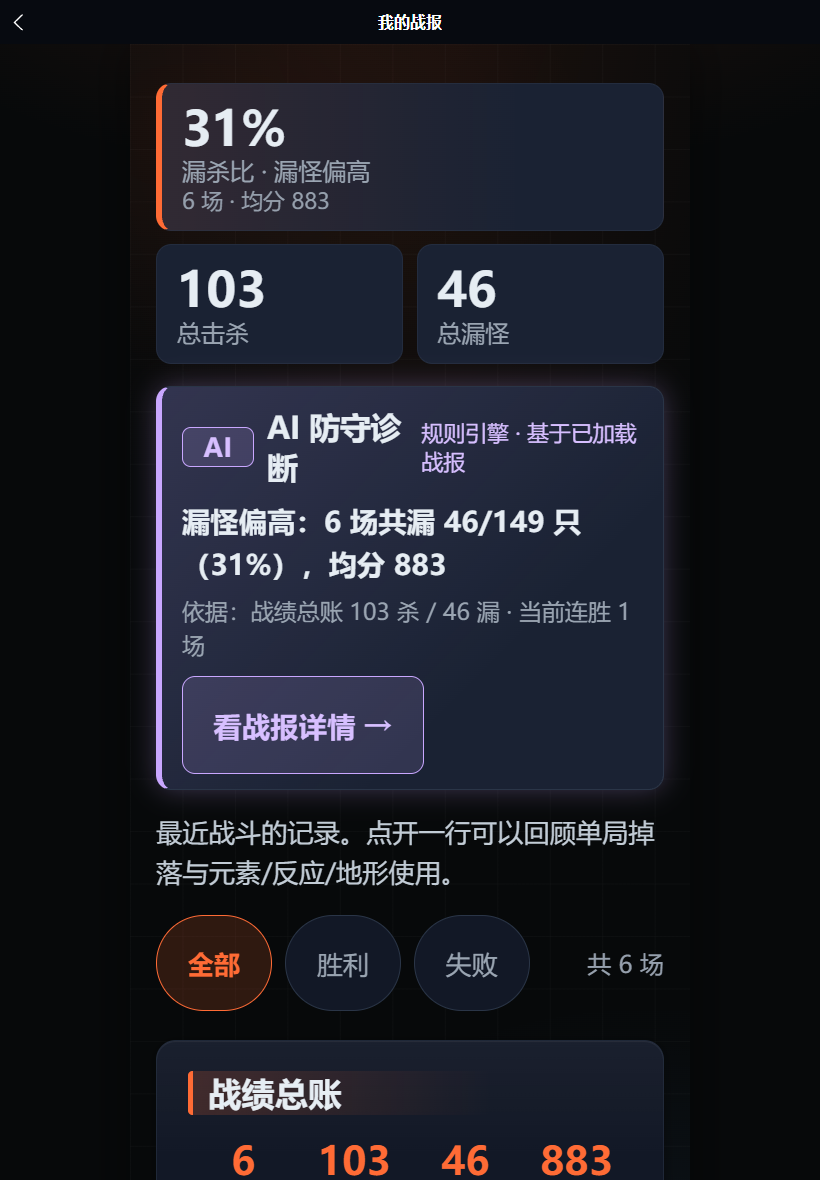 我的战报
31%
漏杀比 · 漏怪偏高
6 场 · 均分 883
103
总击杀
46
总漏怪
AI
AI 防守诊
断
规则引擎 · 基于已加载
战报
漏怪偏高：6 场共漏 46/149 只
（31%），均分 883
依据：战绩总账 103 杀 / 46 漏 · 当前连胜 1
场
看战报详情 →
最近战斗的记录。点开一行可以回顾单局掉
落与元素/反应/地形使用。
全部
胜利
失败
共 6 场
战绩总账
6
103
46
883